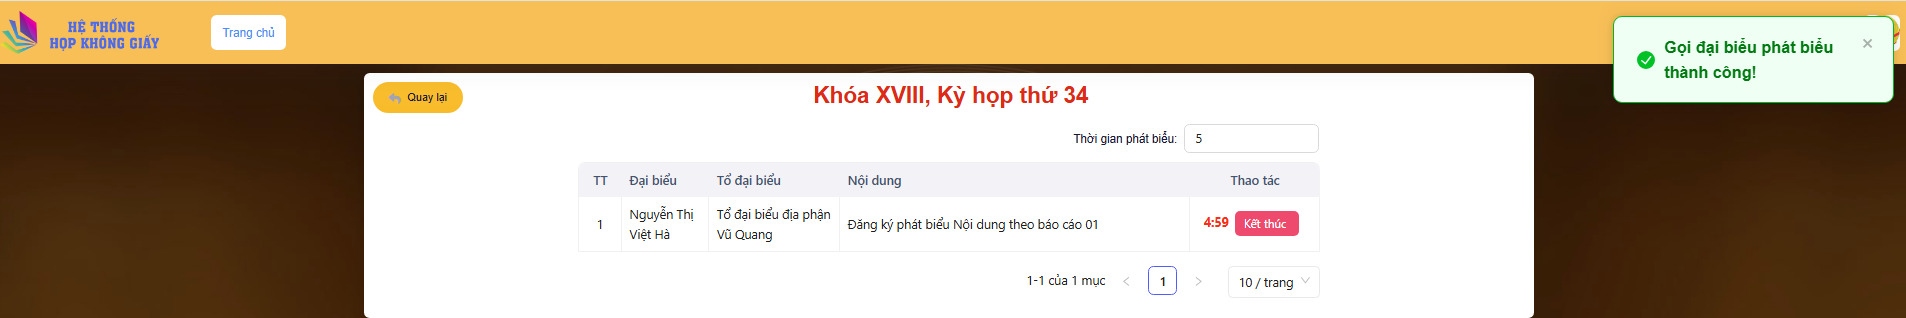 HỆ THỐNG
HỌP KHÔNG GIẤY
Trang chủ
Gọi đại biểu phát biểu
thành công!
Quay lại
Khóa XVIII, Kỳ họp thứ 34
Thời gian phát biểu: 5
TT Đại biểu Tổ đại biểu Nội dung Thao tác
1 Nguyễn Thị Việt Hà Tổ đại biểu địa phận Vũ Quang Đăng ký phát biểu Nội dung theo báo cáo 01 4:59 Kết thúc
1-1 của 1 mục < 1 > 10 / trang